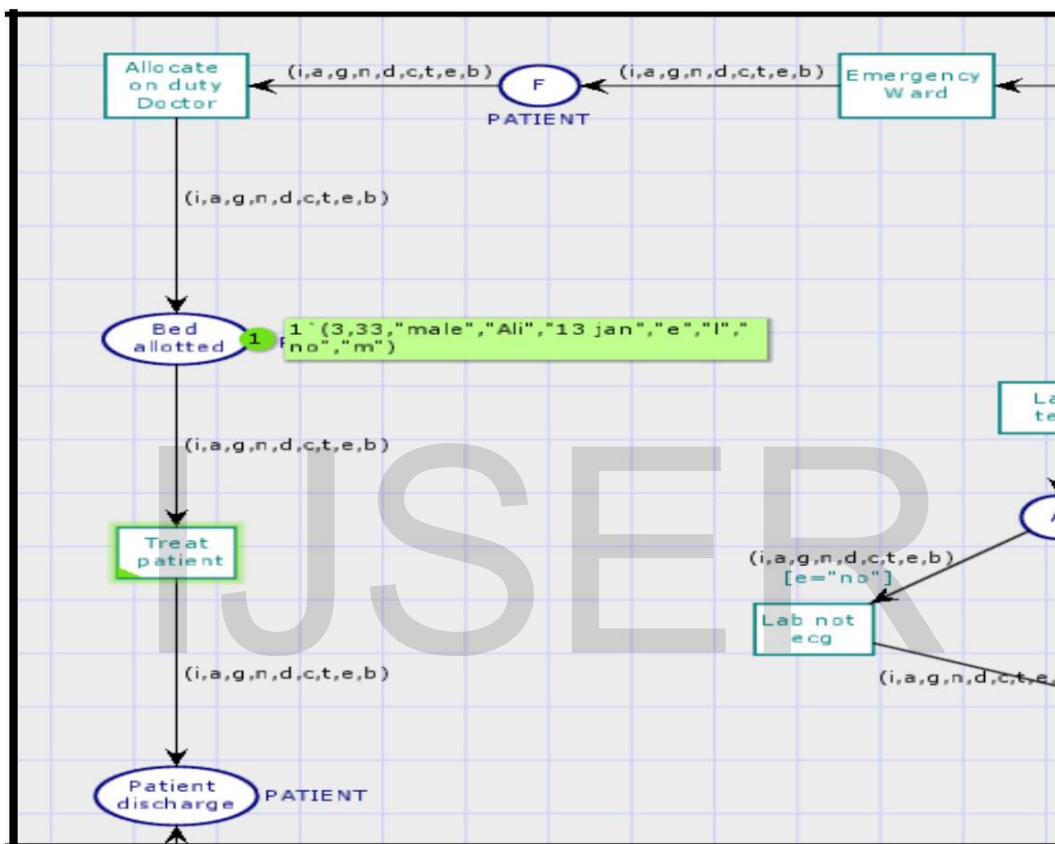 Allocate
on duty
Doctor
(i,a,g,n,d,c,t,e,b)
F
PATIENT
(i,a,g,n,d,c,t,e,b)
Emergency
Ward
(i,a,g,n,d,c,t,e,b)
Bed
allotted
1
1`(3,33,"male","Ali","13 jan","e","l","
no","m")
(i,a,g,n,d,c,t,e,b)
IJSER
Treat
patient
(i,a,g,n,d,c,t,e,b)
[e="no"]
Lab not
ecg
(i,a,g,n,d,c,t,e,
(i,a,g,n,d,c,t,e,b)
Patient
discharge
PATIENT